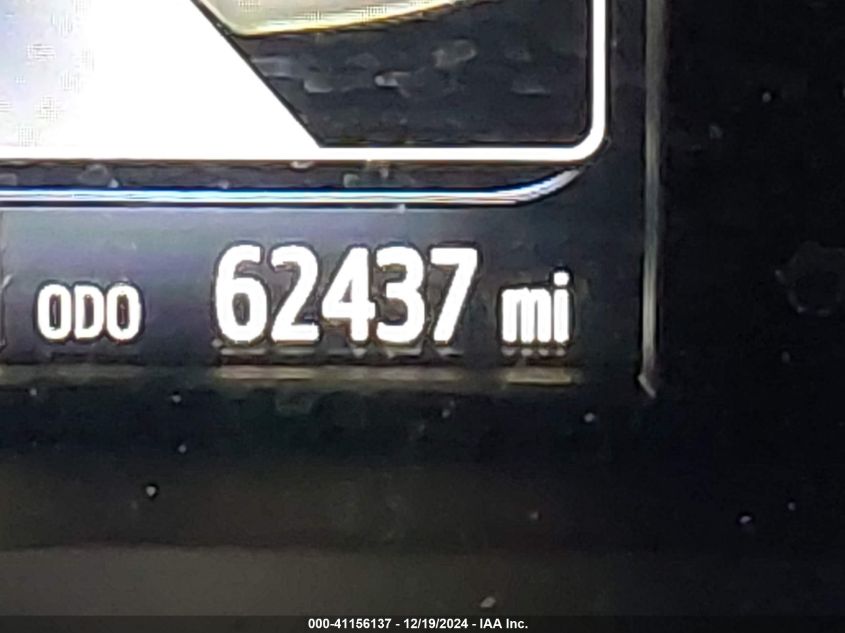 ODO 62437 mi
000-41156137 - 12/19/2024 - IAA Inc.